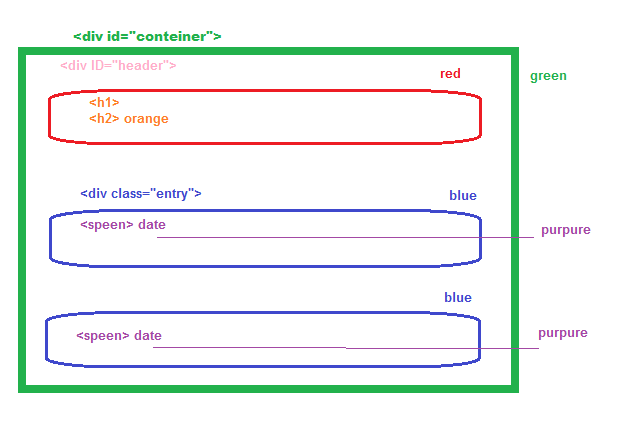 <div id="conteiner">
<div ID="header">
red
green
<h1>
<h2> orange
<div class="entry">
blue
<speen> date
purpure
blue
<speen> date
purpure